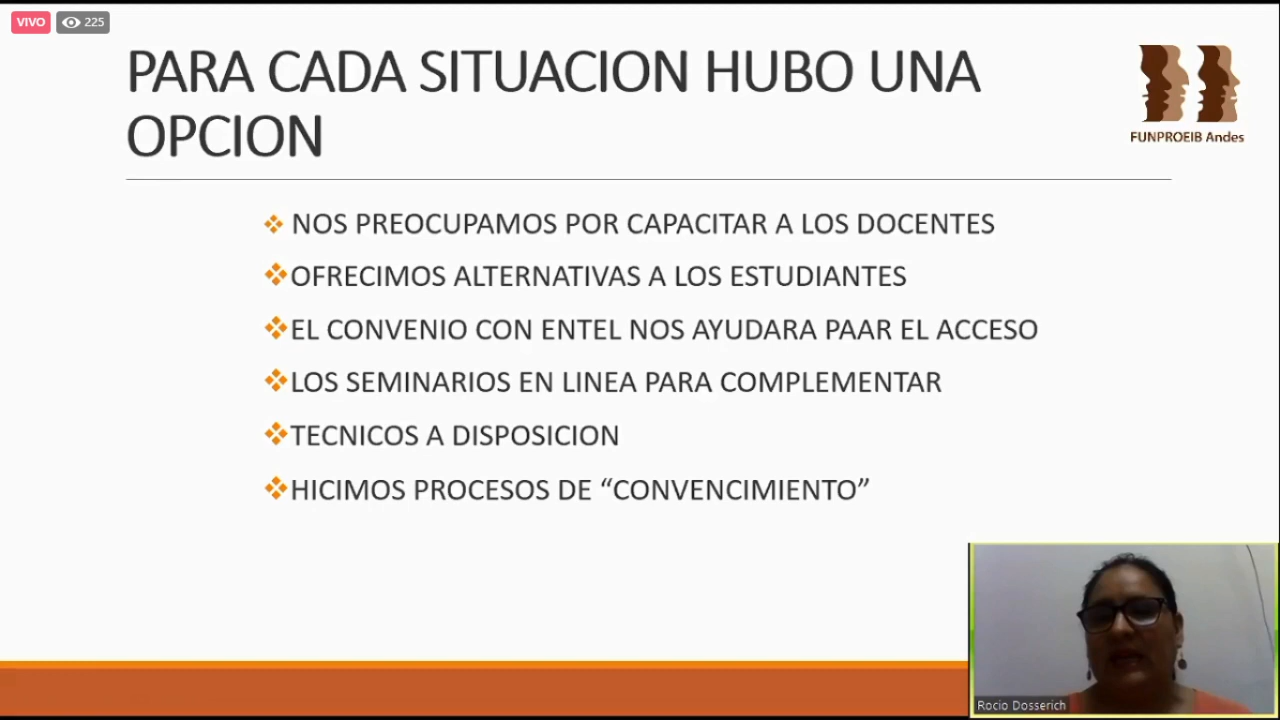 VIVO 225
PARA CADA SITUACION HUBO UNA
OPCION
FUNPROEIB Andes
NOS PREOCUPAMOS POR CAPACITAR A LOS DOCENTES
OFRECIMOS ALTERNATIVAS A LOS ESTUDIANTES
EL CONVENIO CON ENTEL NOS AYUDARA PAAR EL ACCESO
LOS SEMINARIOS EN LINEA PARA COMPLEMENTAR
TECNICOS A DISPOSICION
HICIMOS PROCESOS DE “CONVENCIMIENTO”
Rocio Dosserich